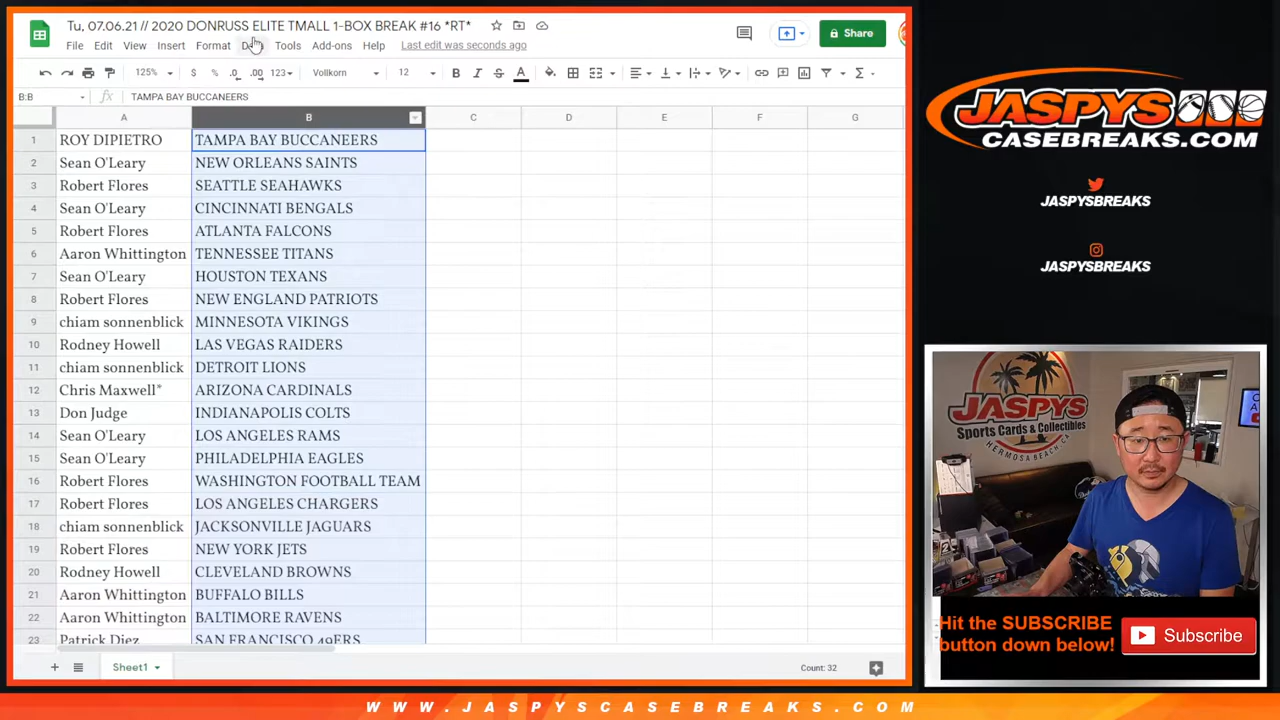 Tu, 07.06.21 // 2020 DONRUSS ELITE TMALL 1-BOX BREAK #16 *RT*
File Edit View Insert Format Tools Add-ons Help Last edit was seconds ago
Share
125% $ % .0 .00 123 Vollkorn 12 B I S A
B:B fx TAMPA BAY BUCCANEERS
A B C D E F G
1 ROY DIPIETRO TAMPA BAY BUCCANEERS
2 Sean O'Leary NEW ORLEANS SAINTS
3 Robert Flores SEATTLE SEAHAWKS
4 Sean O'Leary CINCINNATI BENGALS
5 Robert Flores ATLANTA FALCONS
6 Aaron Whittington TENNESSEE TITANS
7 Sean O'Leary HOUSTON TEXANS
8 Robert Flores NEW ENGLAND PATRIOTS
9 chiam sonnenblick MINNESOTA VIKINGS
10 Rodney Howell LAS VEGAS RAIDERS
11 chiam sonnenblick DETROIT LIONS
12 Chris Maxwell* ARIZONA CARDINALS
13 Don Judge INDIANAPOLIS COLTS
14 Sean O'Leary LOS ANGELES RAMS
15 Sean O'Leary PHILADELPHIA EAGLES
16 Robert Flores WASHINGTON FOOTBALL TEAM
17 Robert Flores LOS ANGELES CHARGERS
18 chiam sonnenblick JACKSONVILLE JAGUARS
19 Robert Flores NEW YORK JETS
20 Rodney Howell CLEVELAND BROWNS
21 Aaron Whittington BUFFALO BILLS
22 Aaron Whittington BALTIMORE RAVENS
23 Patrick Diez SAN FRANCISCO 49ERS
Sheet1
Count: 32
JASPYS
CASEBREAKS.COM
JASPYSBREAKS
JASPYSBREAKS
JASPYS
Sports Cards & Collectibles
HERMOSA BEACH, CA
Hit the SUBSCRIBE
button down below!
Subscribe
WWW.JASPYSCASEBREAKS.COM